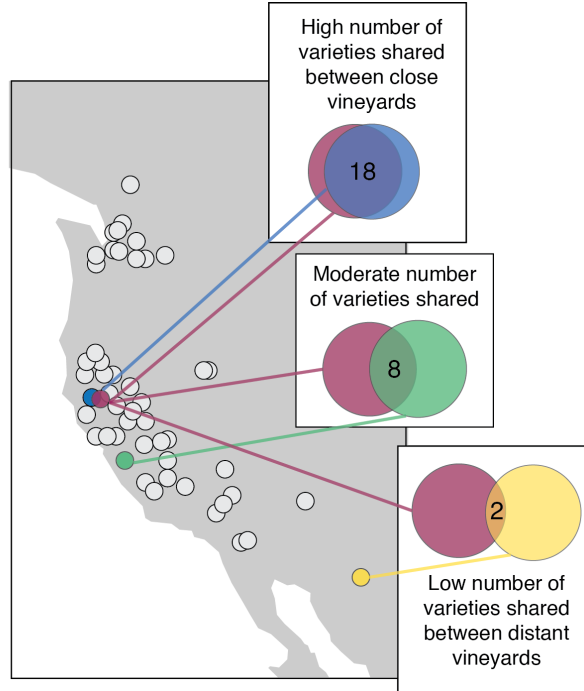 High number of
varieties shared
between close
vineyards
18
Moderate number
of varieties shared
8
2
Low number of
varieties shared
between distant
vineyards